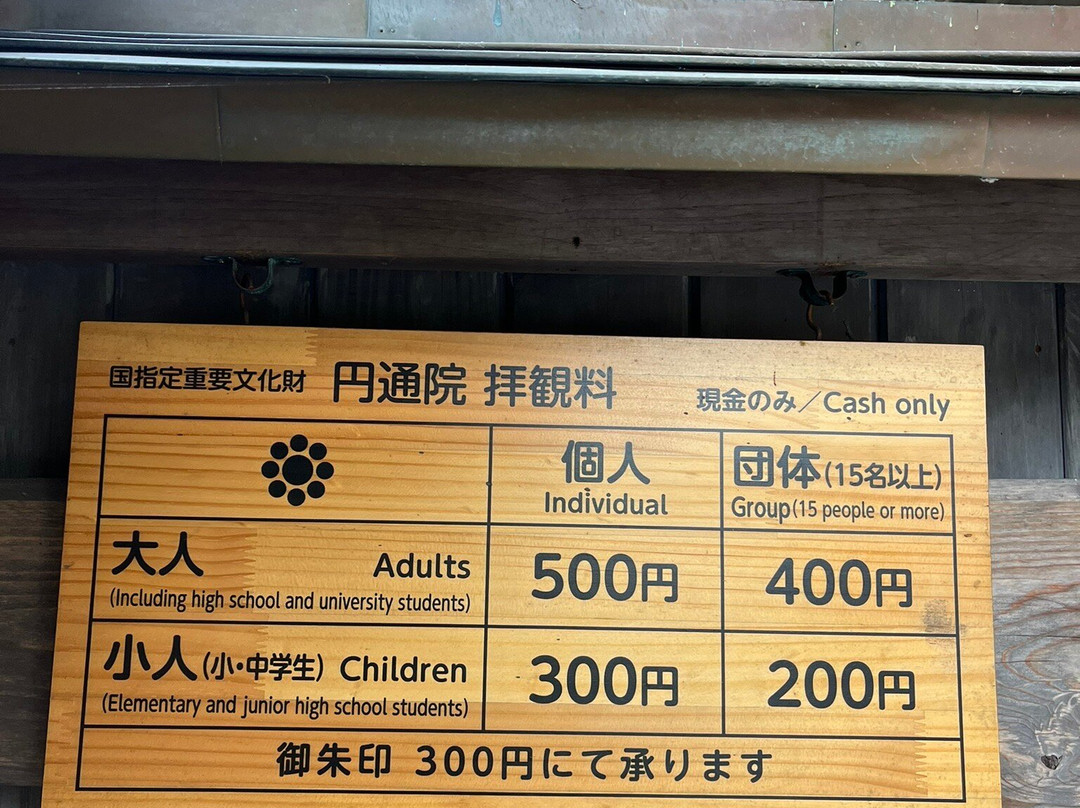 国指定重要文化財 円通院 拝観料 現金のみ/Cash only
個人 団体(15名以上)
Individual Group(15 people or more)
大人 Adults 500円 400円
(Including high school and university students)
小人(小・中学生) Children 300円 200円
(Elementary and junior high school students)
御朱印 300円にて承ります